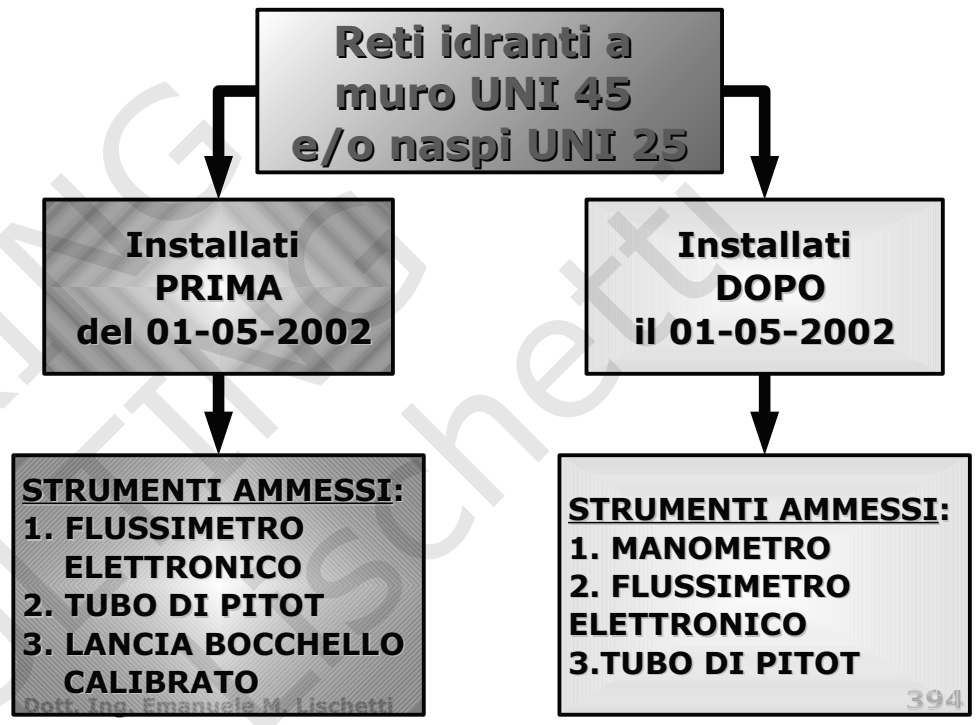 Reti idranti a
muro UNI 45
e/o naspi UNI 25
Installati
PRIMA
del 01-05-2002
Installati
DOPO
il 01-05-2002
STRUMENTI AMMESSI:
1. FLUSSIMETRO
ELETTRONICO
2. TUBO DI PITOT
3. LANCIA BOCCHELLO
CALIBRATO
STRUMENTI AMMESSI:
1. MANOMETRO
2. FLUSSIMETRO
ELETTRONICO
3.TUBO DI PITOT
Dott. Ing. Emanuele M. Lischetti
394